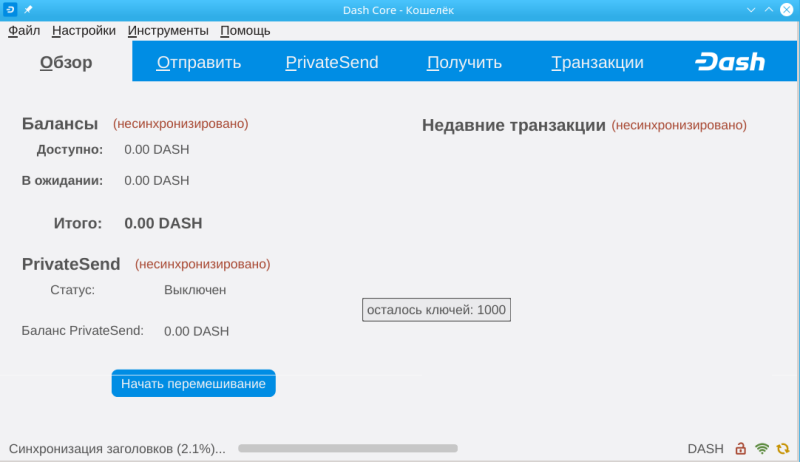 Dash Core - Кошелёк
Файл Настройки Инструменты Помощь
Обзор Отправить PrivateSend Получить Транзакции Dash
Балансы (несинхронизировано)
Доступно: 0.00 DASH
В ожидании: 0.00 DASH
Итого: 0.00 DASH
PrivateSend (несинхронизировано)
Статус: Выключен
Баланс PrivateSend: 0.00 DASH
Начать перемешивание
Недавние транзакции (несинхронизировано)
осталось ключей: 1000
Синхронизация заголовков (2.1%)... DASH